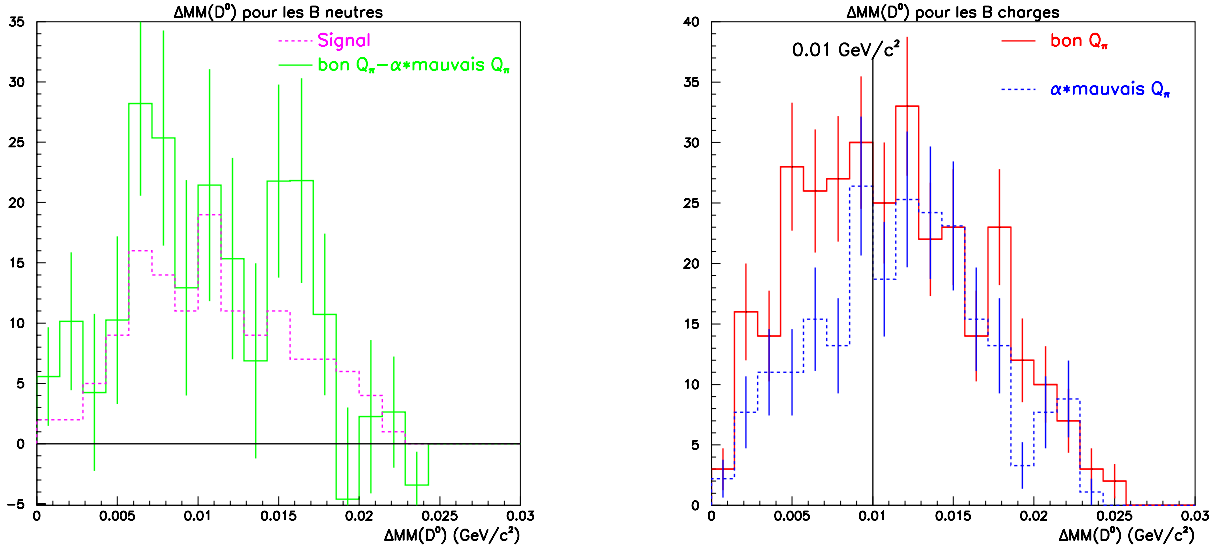 ΔMM(D⁰) pour les B neutres
Signal
bon Qπ−α*mauvais Qπ
35
30
25
20
15
10
5
0
−5
0 0.005 0.01 0.015 0.02 0.025 0.03
ΔMM(D⁰) (GeV/c²)
ΔMM(D⁰) pour les B charges
0.01 GeV/c²
bon Qπ
α*mauvais Qπ
40
35
30
25
20
15
10
5
0
0 0.005 0.01 0.015 0.02 0.025 0.03
ΔMM(D⁰) (GeV/c²)